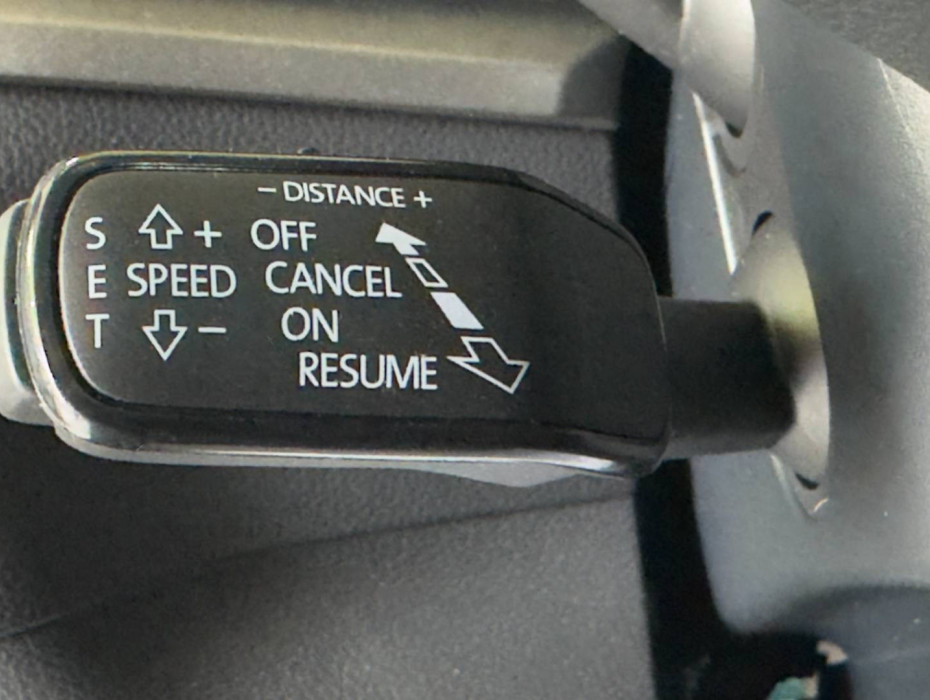 − DISTANCE +
S + OFF
E SPEED CANCEL
T − ON
RESUME